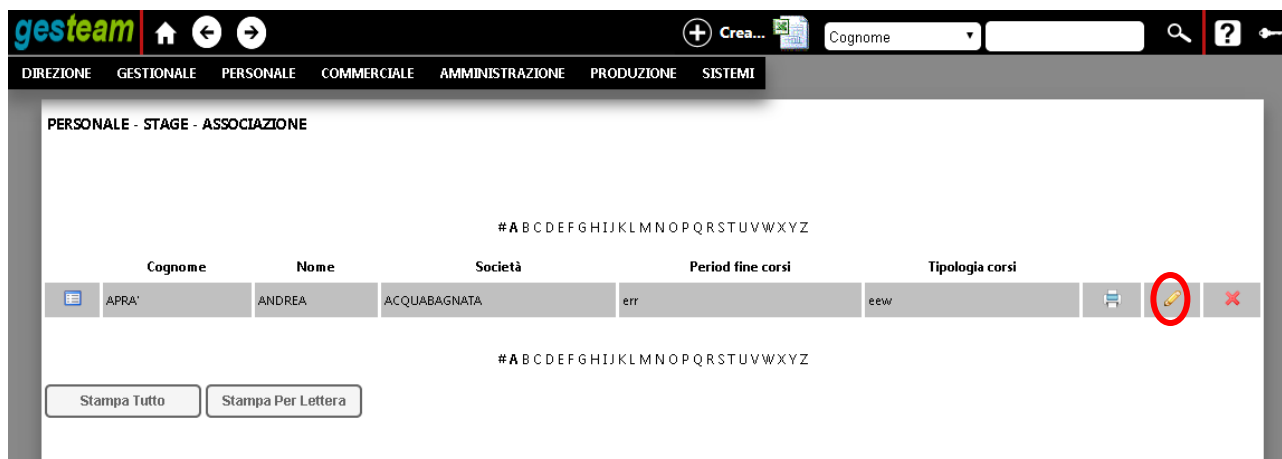 gesteam Crea... Cognome ?
DIREZIONE GESTIONALE PERSONALE COMMERCIALE AMMINISTRAZIONE PRODUZIONE SISTEMI
PERSONALE - STAGE - ASSOCIAZIONE
# A B C D E F G H I J K L M N O P Q R S T U V W X Y Z
Cognome Nome Società Period fine corsi Tipologia corsi
APRA' ANDREA ACQUABAGNATA err eew
# A B C D E F G H I J K L M N O P Q R S T U V W X Y Z
Stampa Tutto Stampa Per Lettera